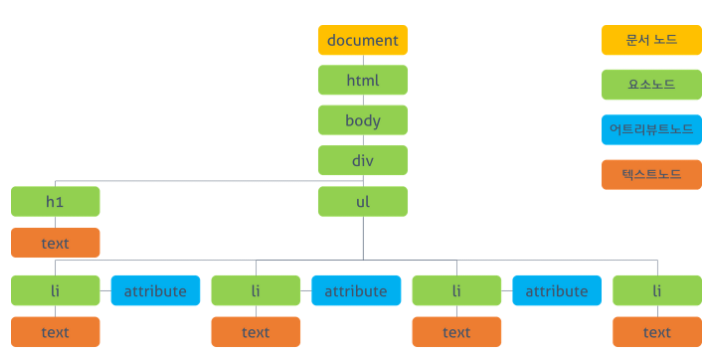 document
문서 노드
html
요소노드
body
어트리뷰트노드
div
텍스트노드
h1
ul
text
li
attribute
li
attribute
li
attribute
li
text
text
text
text